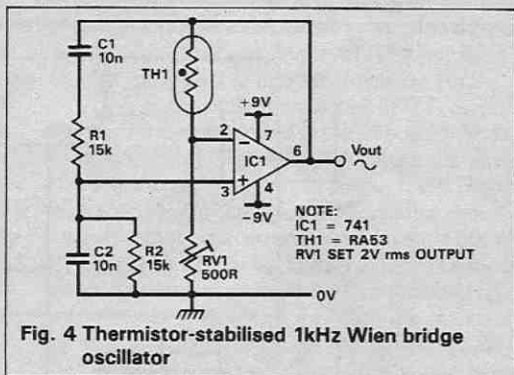 C1
10n
TH1
+9V
R1
15k
2
7
−
IC1
6
Vout
+
3
4
−9V
C2
10n
R2
15k
RV1
500R
NOTE:
IC1 = 741
TH1 = RA53
RV1 SET 2V rms OUTPUT
0V
Fig. 4 Thermistor-stabilised 1kHz Wien bridge
oscillator